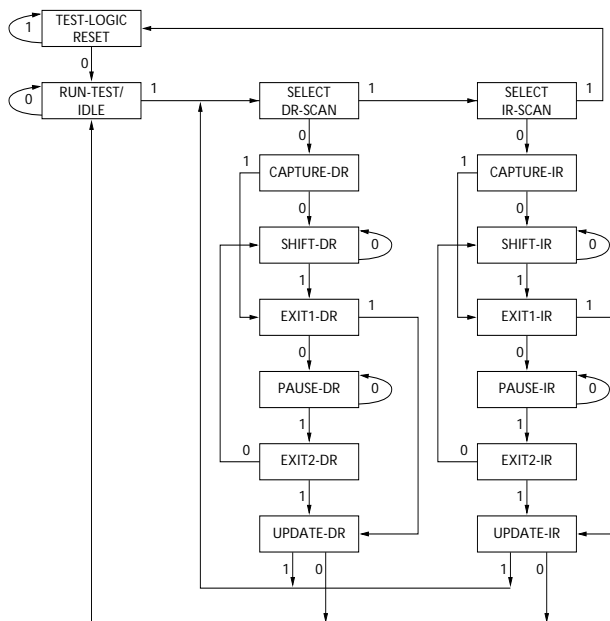 TEST-LOGIC
RESET
1
0
RUN-TEST/
IDLE
0
1
SELECT
DR-SCAN
1
SELECT
IR-SCAN
1
0
0
CAPTURE-DR
1
CAPTURE-IR
1
0
0
SHIFT-DR
0
SHIFT-IR
0
1
1
EXIT1-DR
1
EXIT1-IR
1
0
0
PAUSE-DR
0
PAUSE-IR
0
1
1
EXIT2-DR
0
EXIT2-IR
0
1
1
UPDATE-DR
UPDATE-IR
1
0
1
0